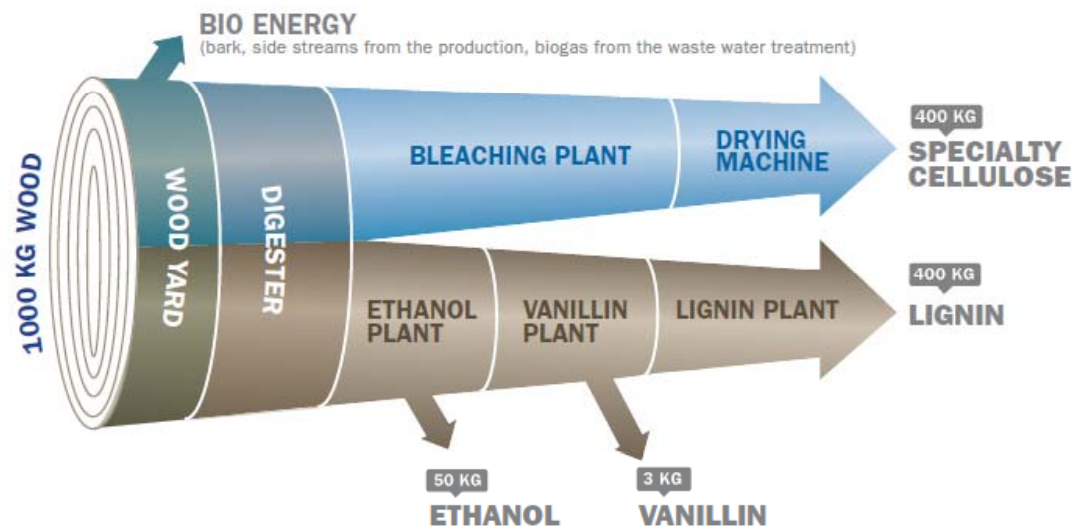 BIO ENERGY
(bark, side streams from the production, biogas from the waste water treatment)
1000 KG WOOD
WOOD YARD
DIGESTER
BLEACHING PLANT
DRYING
MACHINE
400 KG
SPECIALTY
CELLULOSE
ETHANOL
PLANT
VANILLIN
PLANT
LIGNIN PLANT
400 KG
LIGNIN
50 KG
ETHANOL
3 KG
VANILLIN